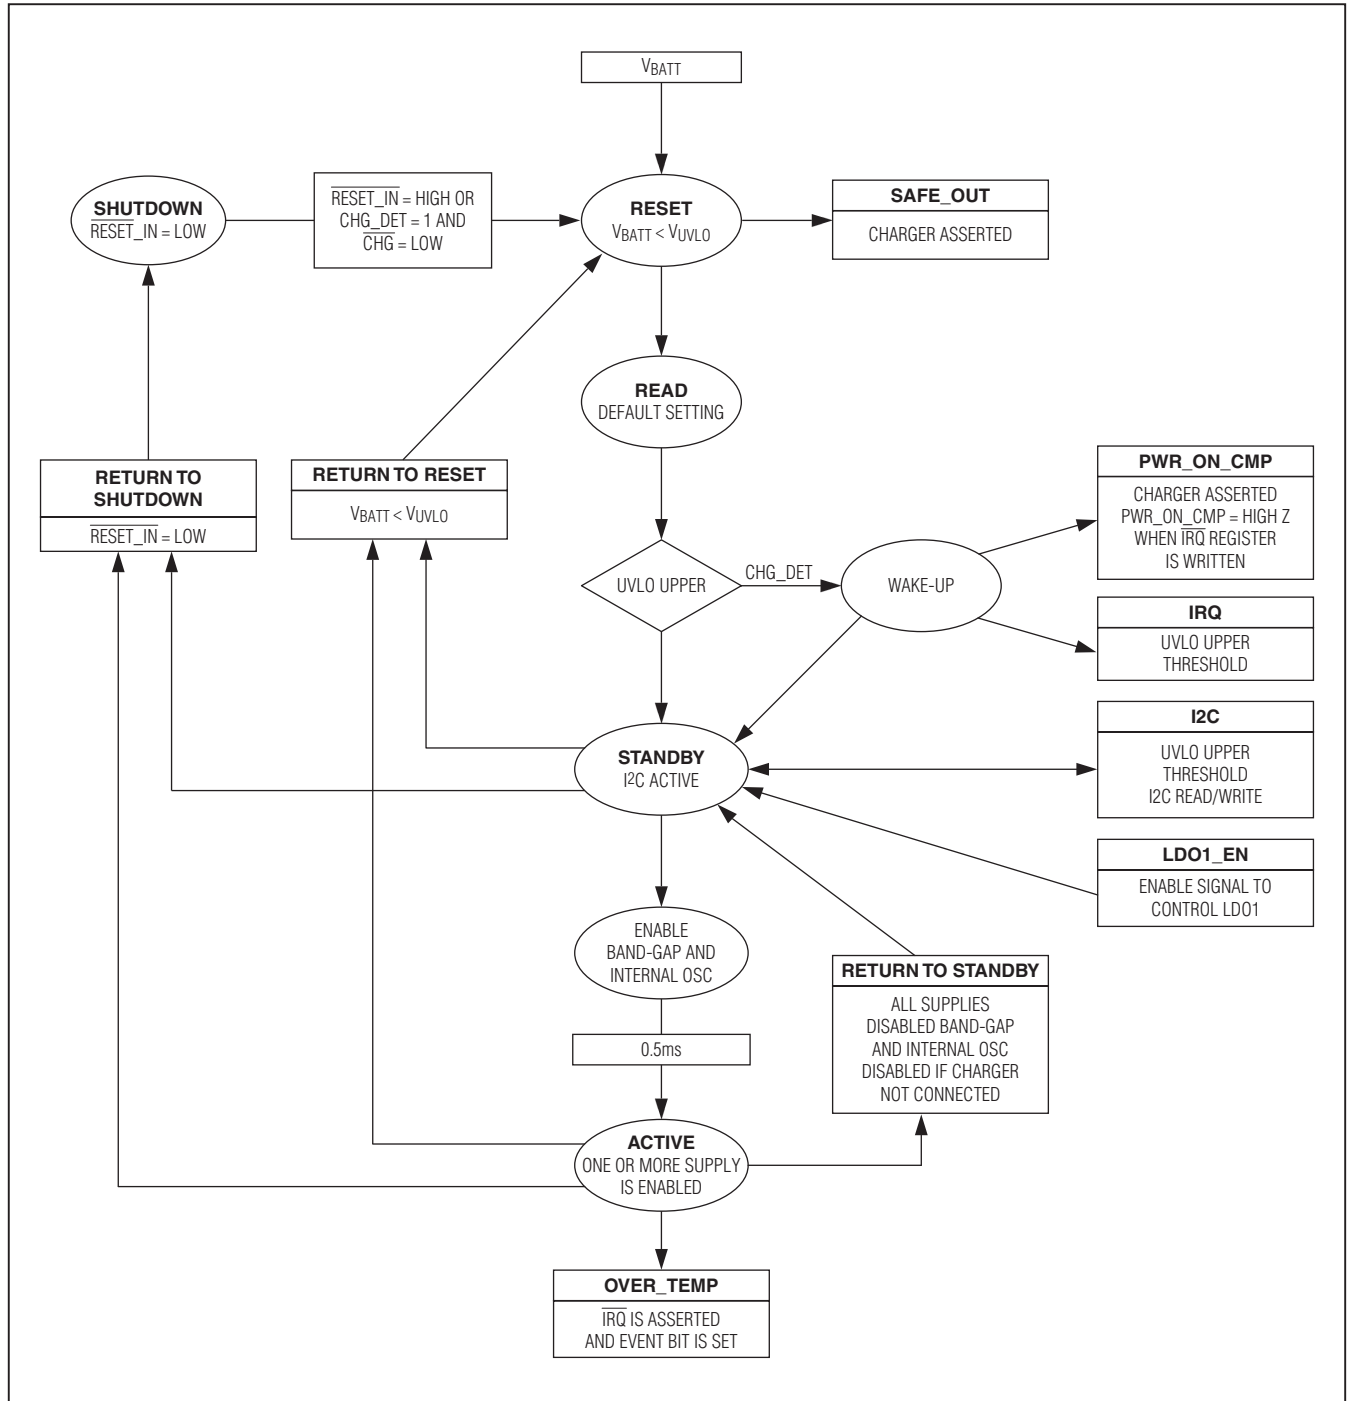 VBATT
SHUTDOWN
RESET_IN = LOW
RESET_IN = HIGH OR
CHG_DET = 1 AND
CHG = LOW
RESET
VBATT < VUVLO
SAFE_OUT
CHARGER ASSERTED
READ
DEFAULT SETTING
RETURN TO
SHUTDOWN
RESET_IN = LOW
RETURN TO RESET
VBATT < VUVLO
PWR_ON_CMP
CHARGER ASSERTED
PWR_ON_CMP = HIGH Z
WHEN IRQ REGISTER
IS WRITTEN
UVLO UPPER
CHG_DET
WAKE-UP
IRQ
UVLO UPPER
THRESHOLD
STANDBY
I2C ACTIVE
I2C
UVLO UPPER
THRESHOLD
I2C READ/WRITE
LDO1_EN
ENABLE SIGNAL TO
CONTROL LDO1
ENABLE
BAND-GAP AND
INTERNAL OSC
RETURN TO STANDBY
ALL SUPPLIES
DISABLED BAND-GAP
AND INTERNAL OSC
DISABLED IF CHARGER
NOT CONNECTED
0.5ms
ACTIVE
ONE OR MORE SUPPLY
IS ENABLED
OVER_TEMP
IRQ IS ASSERTED
AND EVENT BIT IS SET